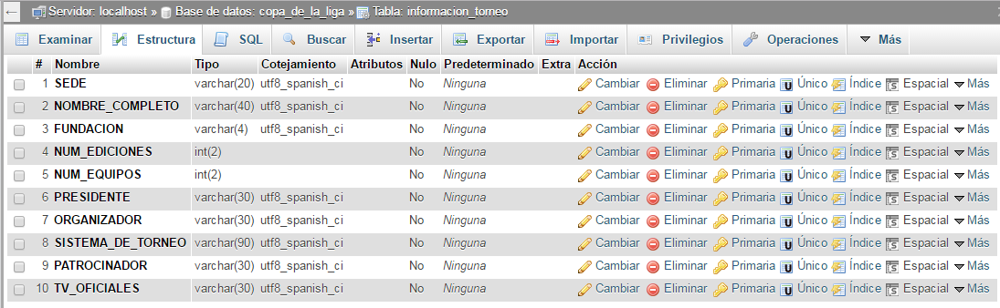 Servidor: localhost » Base de datos: copa_de_la_liga » Tabla: informacion_torneo
Examinar Estructura SQL Buscar Insertar Exportar Importar Privilegios Operaciones Más
# Nombre Tipo Cotejamiento Atributos Nulo Predeterminado Extra Acción
1 SEDE varchar(20) utf8_spanish_ci No Ninguna Cambiar Eliminar Primaria Único Índice Espacial Más
2 NOMBRE_COMPLETO varchar(40) utf8_spanish_ci No Ninguna Cambiar Eliminar Primaria Único Índice Espacial Más
3 FUNDACION varchar(4) utf8_spanish_ci No Ninguna Cambiar Eliminar Primaria Único Índice Espacial Más
4 NUM_EDICIONES int(2) No Ninguna Cambiar Eliminar Primaria Único Índice Espacial Más
5 NUM_EQUIPOS int(2) No Ninguna Cambiar Eliminar Primaria Único Índice Espacial Más
6 PRESIDENTE varchar(30) utf8_spanish_ci No Ninguna Cambiar Eliminar Primaria Único Índice Espacial Más
7 ORGANIZADOR varchar(30) utf8_spanish_ci No Ninguna Cambiar Eliminar Primaria Único Índice Espacial Más
8 SISTEMA_DE_TORNEO varchar(90) utf8_spanish_ci No Ninguna Cambiar Eliminar Primaria Único Índice Espacial Más
9 PATROCINADOR varchar(30) utf8_spanish_ci No Ninguna Cambiar Eliminar Primaria Único Índice Espacial Más
10 TV_OFICIALES varchar(30) utf8_spanish_ci No Ninguna Cambiar Eliminar Primaria Único Índice Espacial Más